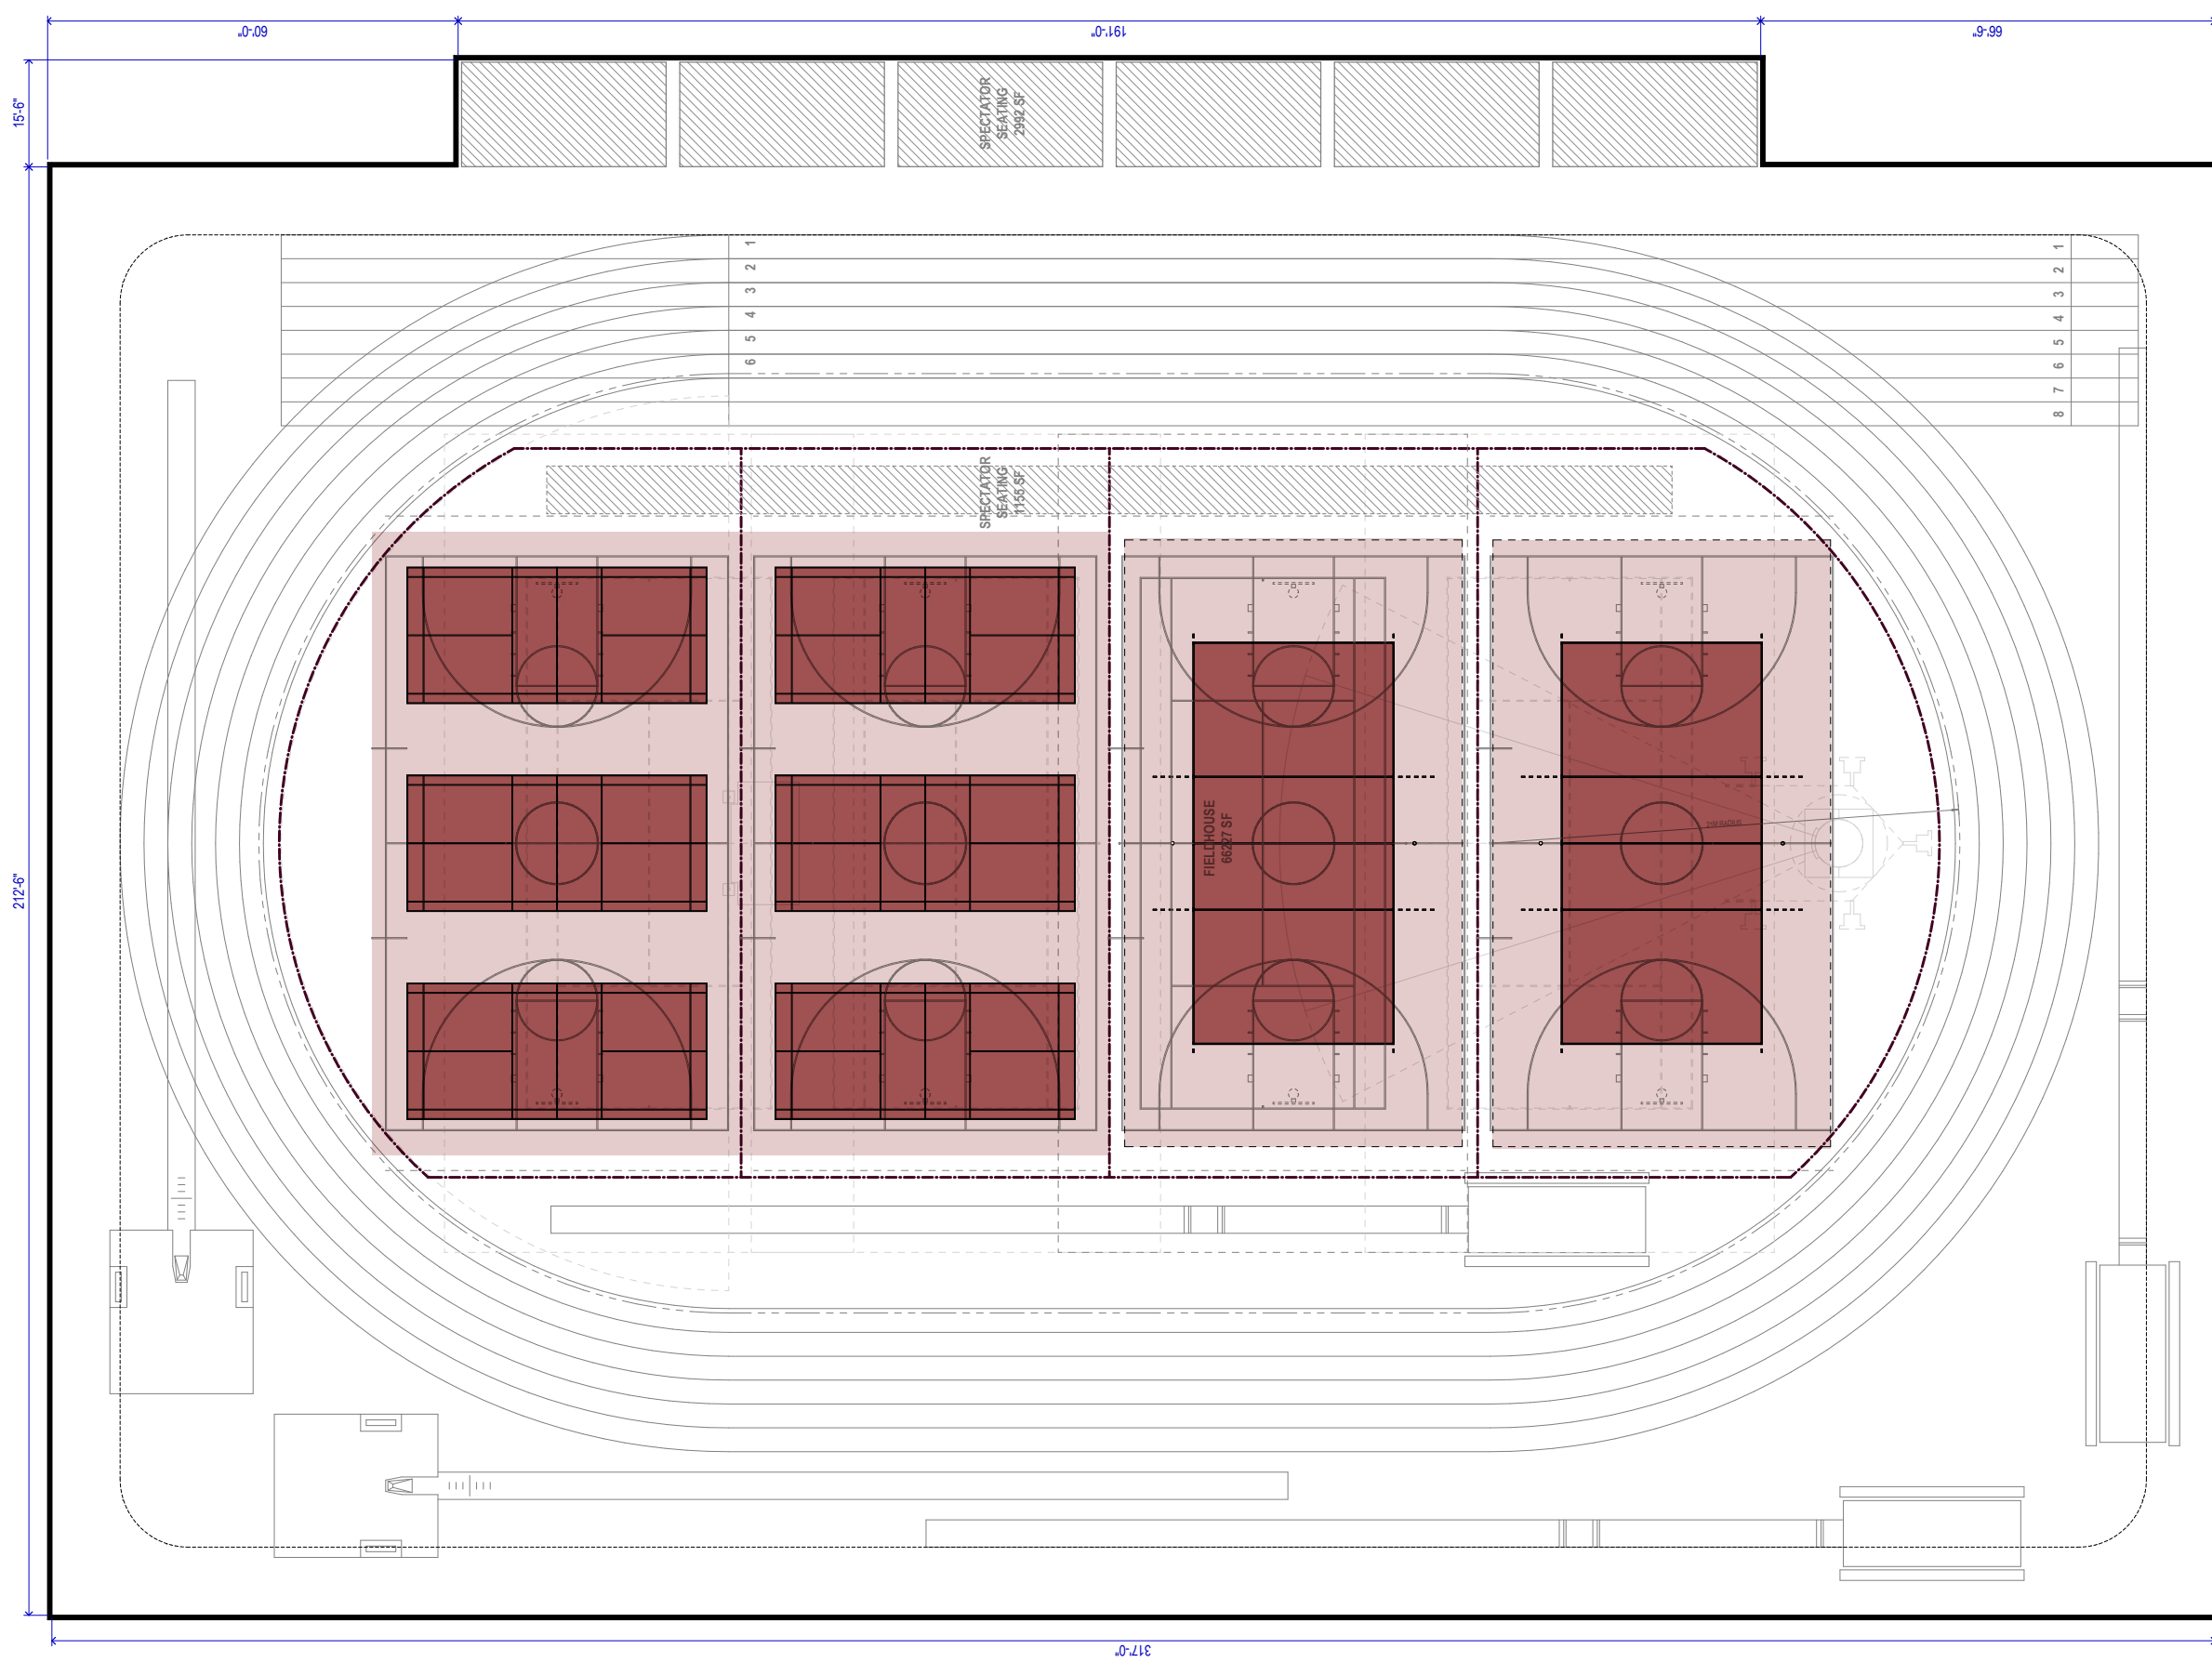 60'-0"
191'-0"
66'-6"
15'-6"
SPECTATOR
SEATING
2992 SF
1
2
3
4
5
6
1
2
3
4
5
6
7
8
SPECTATOR
SEATING
1155 SF
FIELDHOUSE
66227 SF
212'-6"
317'-0"